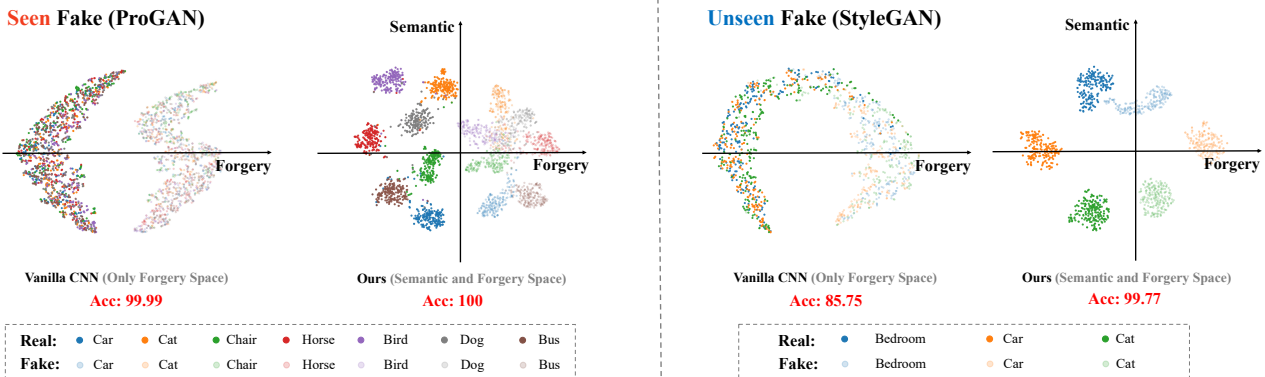 Seen Fake (ProGAN)
Semantic
Forgery
Forgery
Vanilla CNN (Only Forgery Space)
Acc: 99.99
Ours (Semantic and Forgery Space)
Acc: 100
Real: Car Cat Chair Horse Bird Dog Bus
Fake: Car Cat Chair Horse Bird Dog Bus
Unseen Fake (StyleGAN)
Semantic
Forgery
Forgery
Vanilla CNN (Only Forgery Space)
Acc: 85.75
Ours (Semantic and Forgery Space)
Acc: 99.77
Real: Bedroom Car Cat
Fake: Bedroom Car Cat